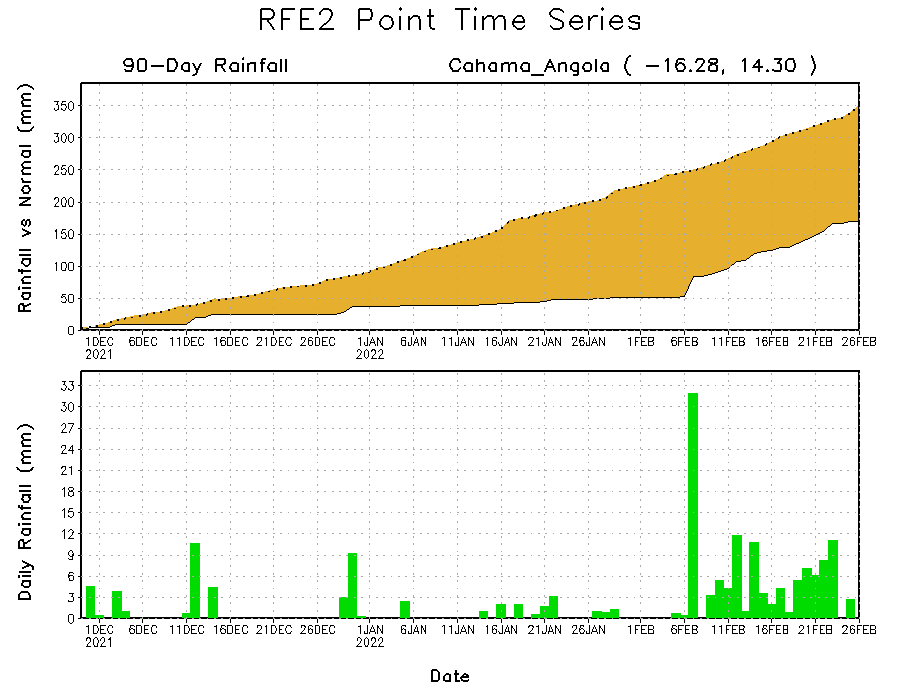 RFE2 Point Time Series
90-Day Rainfall
Cahama_Angola ( -16.28, 14.30 )
Rainfall vs Normal (mm)
350
300
250
200
150
100
50
0
1DEC 6DEC 11DEC 16DEC 21DEC 26DEC 1JAN 6JAN 11JAN 16JAN 21JAN 26JAN 1FEB 6FEB 11FEB 16FEB 21FEB 26FEB
2021 2022
Daily Rainfall (mm)
33
30
27
24
21
18
15
12
9
6
3
0
1DEC 6DEC 11DEC 16DEC 21DEC 26DEC 1JAN 6JAN 11JAN 16JAN 21JAN 26JAN 1FEB 6FEB 11FEB 16FEB 21FEB 26FEB
2021 2022
Date